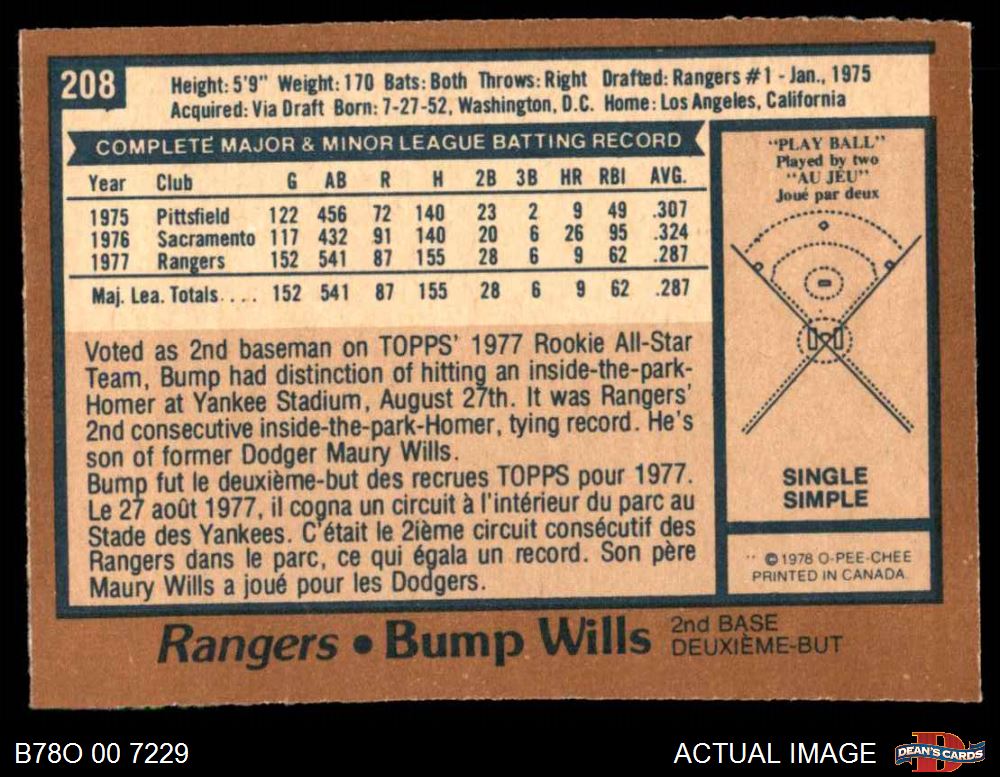 208
Height: 5'9" Weight: 170 Bats: Both Throws: Right Drafted: Rangers #1 - Jan., 1975
Acquired: Via Draft Born: 7-27-52, Washington, D.C. Home: Los Angeles, California
COMPLETE MAJOR & MINOR LEAGUE BATTING RECORD
Year Club G AB R H 2B 3B HR RBI AVG.
1975 Pittsfield 122 456 72 140 23 2 9 49 .307
1976 Sacramento 117 432 91 140 20 6 26 95 .324
1977 Rangers 152 541 87 155 28 6 9 62 .287
Maj. Lea. Totals.... 152 541 87 155 28 6 9 62 .287
Voted as 2nd baseman on TOPPS' 1977 Rookie All-Star
Team, Bump had distinction of hitting an inside-the-park-
Homer at Yankee Stadium, August 27th. It was Rangers'
2nd consecutive inside-the-park-Homer, tying record. He's
son of former Dodger Maury Wills.
Bump fut le deuxième-but des recrues TOPPS pour 1977.
Le 27 août 1977, il cogna un circuit à l'intérieur du parc au
Stade des Yankees. C'était le 2ième circuit consécutif des
Rangers dans le parc, ce qui égala un record. Son père
Maury Wills a joué pour les Dodgers.
"PLAY BALL"
Played by two
"AU JEU"
Joué par deux
SINGLE
SIMPLE
© 1978 O-PEE-CHEE
PRINTED IN CANADA.
Rangers • Bump Wills
2nd BASE
DEUXIÈME-BUT
B78O 00 7229
ACTUAL IMAGE
DEAN'S CARDS